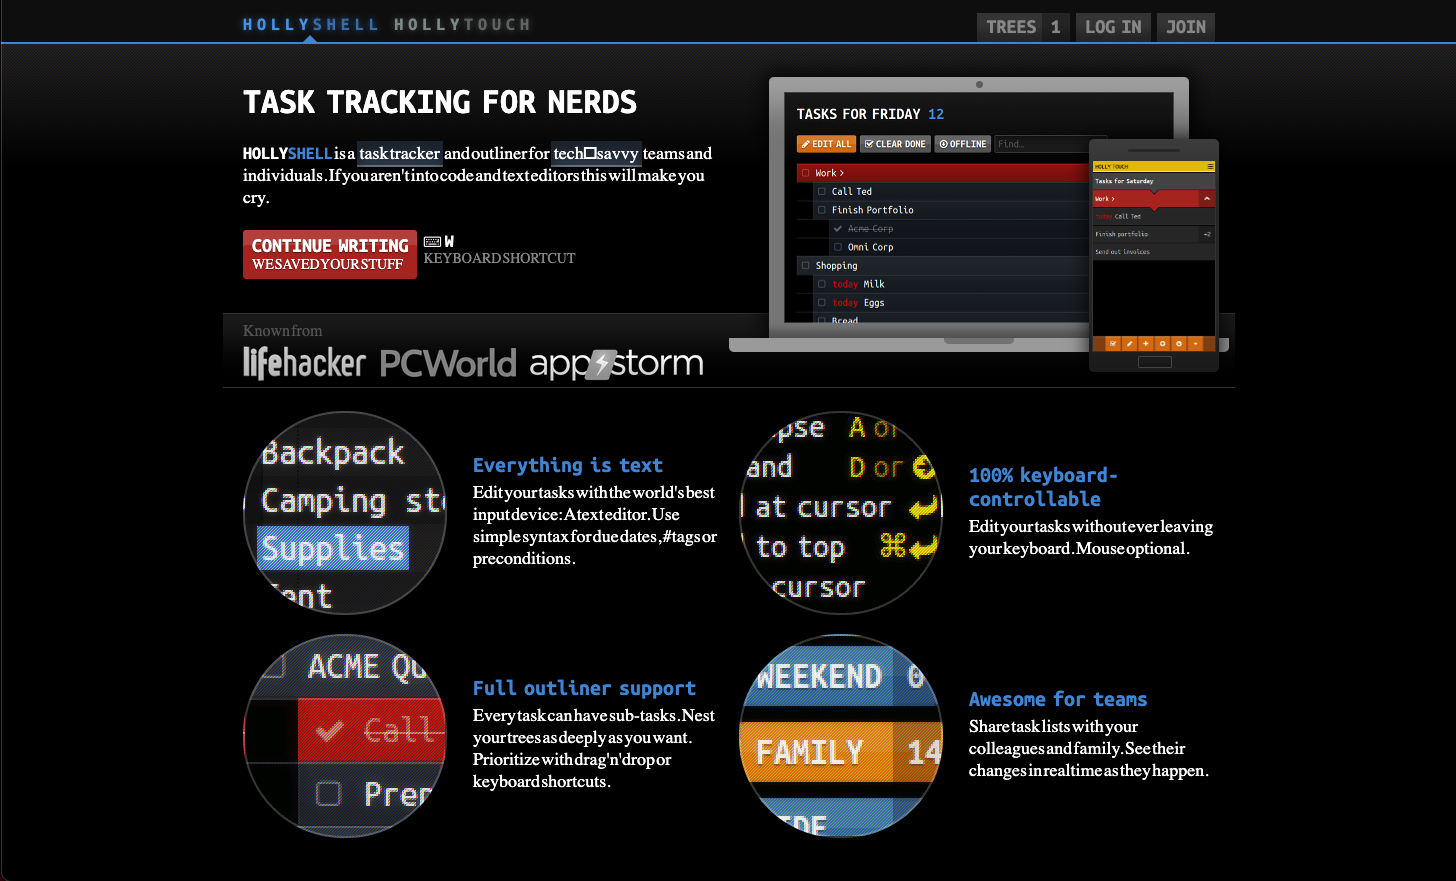 HOLLYSHELL HOLLYTOUCH
TREES 1 LOG IN JOIN
TASK TRACKING FOR NERDS
HOLLYSHELL is a task tracker and outliner for tech□savvy teams and
individuals. If you aren't into code and text editors this will make you
cry.
CONTINUE WRITING
WE SAVED YOUR STUFF
W
KEYBOARD SHORTCUT
TASKS FOR FRIDAY 12
EDIT ALL CLEAR DONE OFFLINE Find...
Work >
Call Ted
Finish Portfolio
Acme Corp
Omni Corp
Shopping
today Milk
today Eggs
Bread
HOLLY TOUCH
Tasks for Saturday
Work >
today Call Ted
Finish portfolio +2
Send out invoices
Known from
lifehacker PCWorld appstorm
Backpack
Camping sto
Supplies
Tent
Everything is text
Edit your tasks with the world's best
input device: A text editor. Use
simple syntax for due dates, #tags or
preconditions.
apse A or
and D or
at cursor
to top ⌘
cursor
100% keyboard-
controllable
Edit your tasks without ever leaving
your keyboard. Mouse optional.
ACME QU
Call
Prep
Full outliner support
Every task can have sub-tasks. Nest
your trees as deeply as you want.
Prioritize with drag'n'drop or
keyboard shortcuts.
WEEKEND 0
FAMILY 14
Awesome for teams
Share task lists with your
colleagues and family. See their
changes in realtime as they happen.